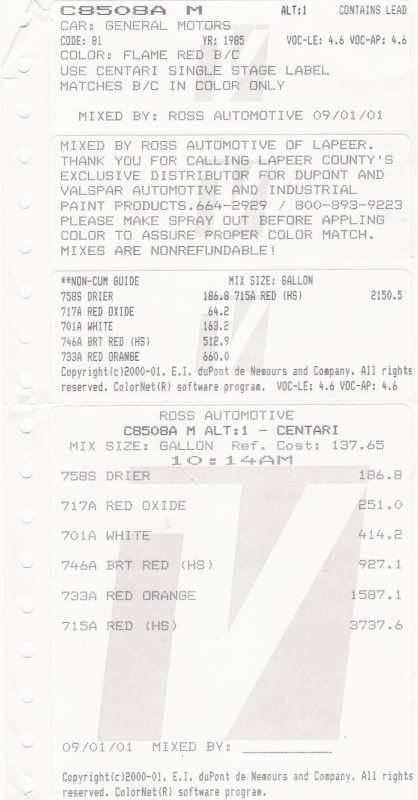 C8508A M ALT:1 CONTAINS LEAD
CAR: GENERAL MOTORS
CODE: 81 YR: 1985 VOC-LE: 4.6 VOC-AP: 4.6
COLOR: FLAME RED B/C
USE CENTARI SINGLE STAGE LABEL
MATCHES B/C IN COLOR ONLY
MIXED BY: ROSS AUTOMOTIVE 09/01/01
MIXED BY ROSS AUTOMOTIVE OF LAPEER.
THANK YOU FOR CALLING LAPEER COUNTY'S
EXCLUSIVE DISTRIBUTOR FOR DUPONT AND
VALSPAR AUTOMOTIVE AND INDUSTRIAL
PAINT PRODUCTS.664-2929 / 800-893-9223
PLEASE MAKE SPRAY OUT BEFORE APPLING
COLOR TO ASSURE PROPER COLOR MATCH.
MIXES ARE NONREFUNDABLE!
**NON-CUM GUIDE MIX SIZE: GALLON
758S DRIER 186.8 715A RED (HS) 2150.5
717A RED OXIDE 64.2
701A WHITE 163.2
746A BRT RED (HS) 512.9
733A RED ORANGE 660.0
Copyright(c)2000-01. E.I. duPont de Nemours and Company. All rights
reserved. ColorNet(R) software program. VOC-LE: 4.6 VOC-AP: 4.6
ROSS AUTOMOTIVE
C8508A M ALT:1 - CENTARI
MIX SIZE: GALLON Ref. Cost: 137.65
10:14AM
758S DRIER 186.8
717A RED OXIDE 251.0
701A WHITE 414.2
746A BRT RED (HS) 927.1
733A RED ORANGE 1587.1
715A RED (HS) 3737.6
09/01/01 MIXED BY: ____________
Copyright(c)2000-01. E.I. duPont de Nemours and Company. All rights
reserved. ColorNet(R) software program.